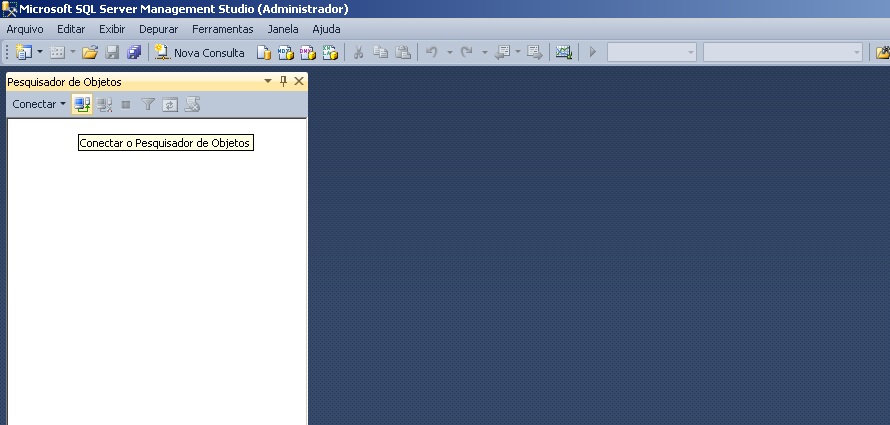 Microsoft SQL Server Management Studio (Administrador)
Arquivo Editar Exibir Depurar Ferramentas Janela Ajuda
Nova Consulta
Pesquisador de Objetos
Conectar
Conectar o Pesquisador de Objetos